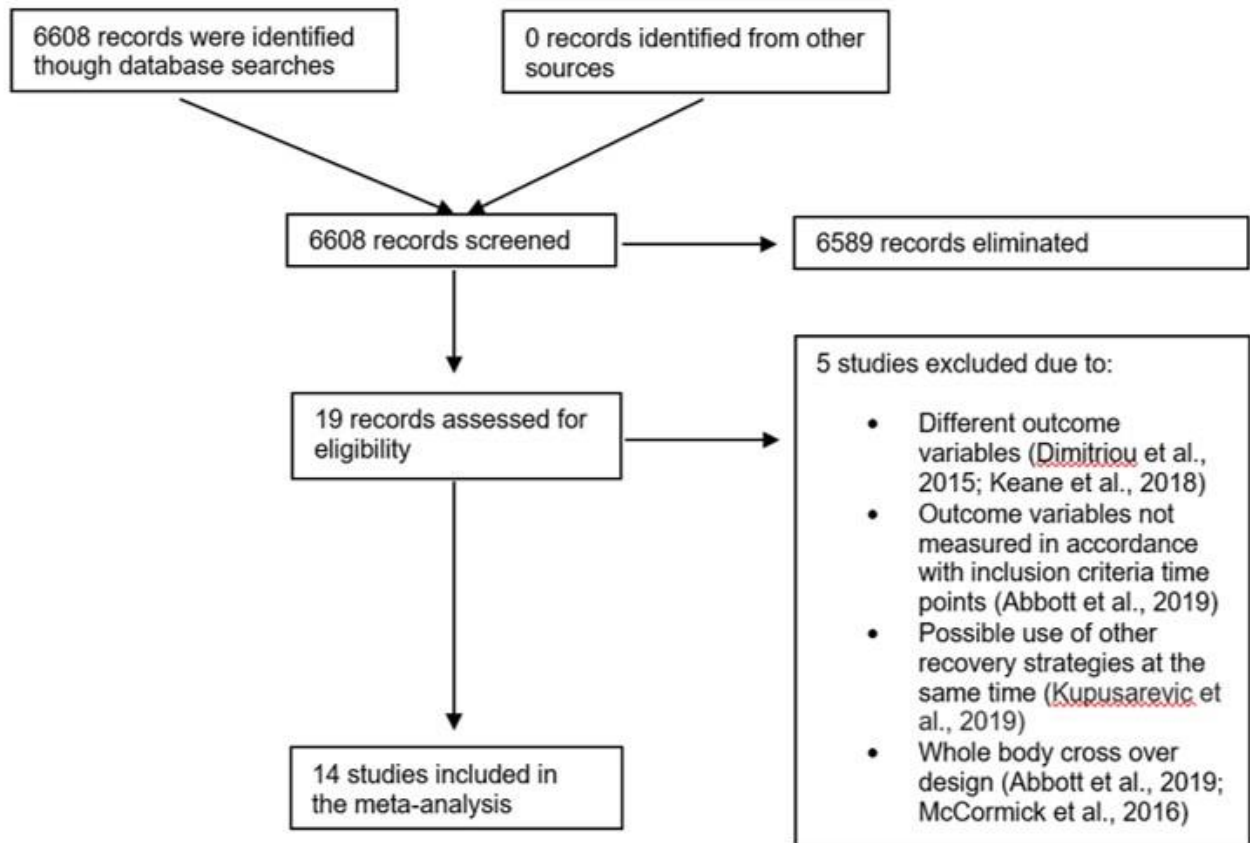 6608 records were identified
though database searches
0 records identified from other
sources
6608 records screened
6589 records eliminated
19 records assessed for
eligibility
5 studies excluded due to:
• Different outcome
variables (Dimitriou et al.,
2015; Keane et al., 2018)
• Outcome variables not
measured in accordance
with inclusion criteria time
points (Abbott et al., 2019)
• Possible use of other
recovery strategies at the
same time (Kupusarevic et
al., 2019)
• Whole body cross over
design (Abbott et al., 2019;
McCormick et al., 2016)
14 studies included in
the meta-analysis